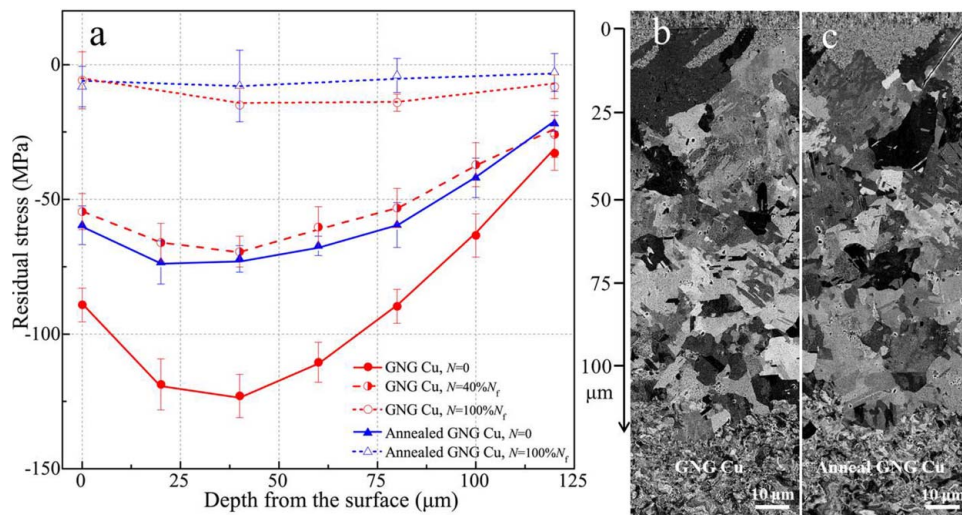 a
0
-50
-100
-150
Residual stress (MPa)
0 25 50 75 100 125
Depth from the surface (μm)
GNG Cu, N=0
GNG Cu, N=40%Nf
GNG Cu, N=100%Nf
Annealed GNG Cu, N=0
Annealed GNG Cu, N=100%Nf
0
25
50
75
100
μm
b
GNG Cu
10 μm
c
Anneal GNG Cu
10 μm